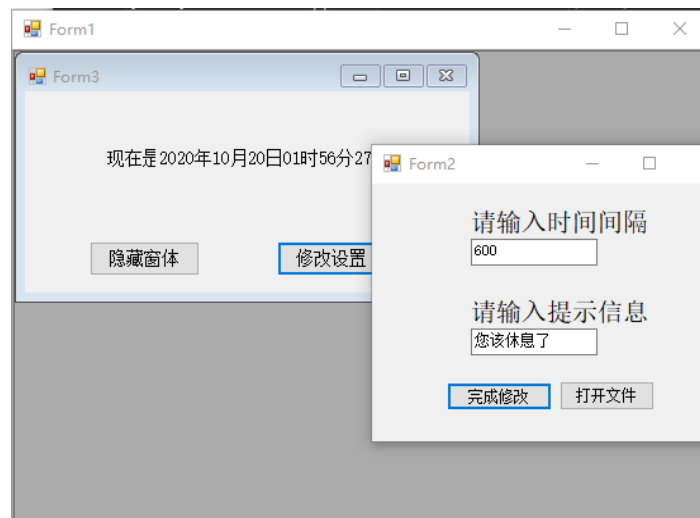 Form1
Form3
现在是2020年10月20日01时56分27
隐藏窗体
修改设置
Form2
请输入时间间隔
600
请输入提示信息
您该休息了
完成修改
打开文件